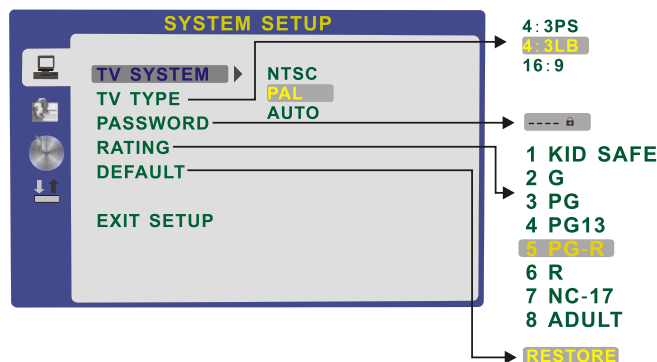 SYSTEM SETUP
TV SYSTEM
TV TYPE
PASSWORD
RATING
DEFAULT
EXIT SETUP
NTSC
PAL
AUTO
4:3PS
4:3LB
16:9
----
1 KID SAFE
2 G
3 PG
4 PG13
5 PG-R
6 R
7 NC-17
8 ADULT
RESTORE